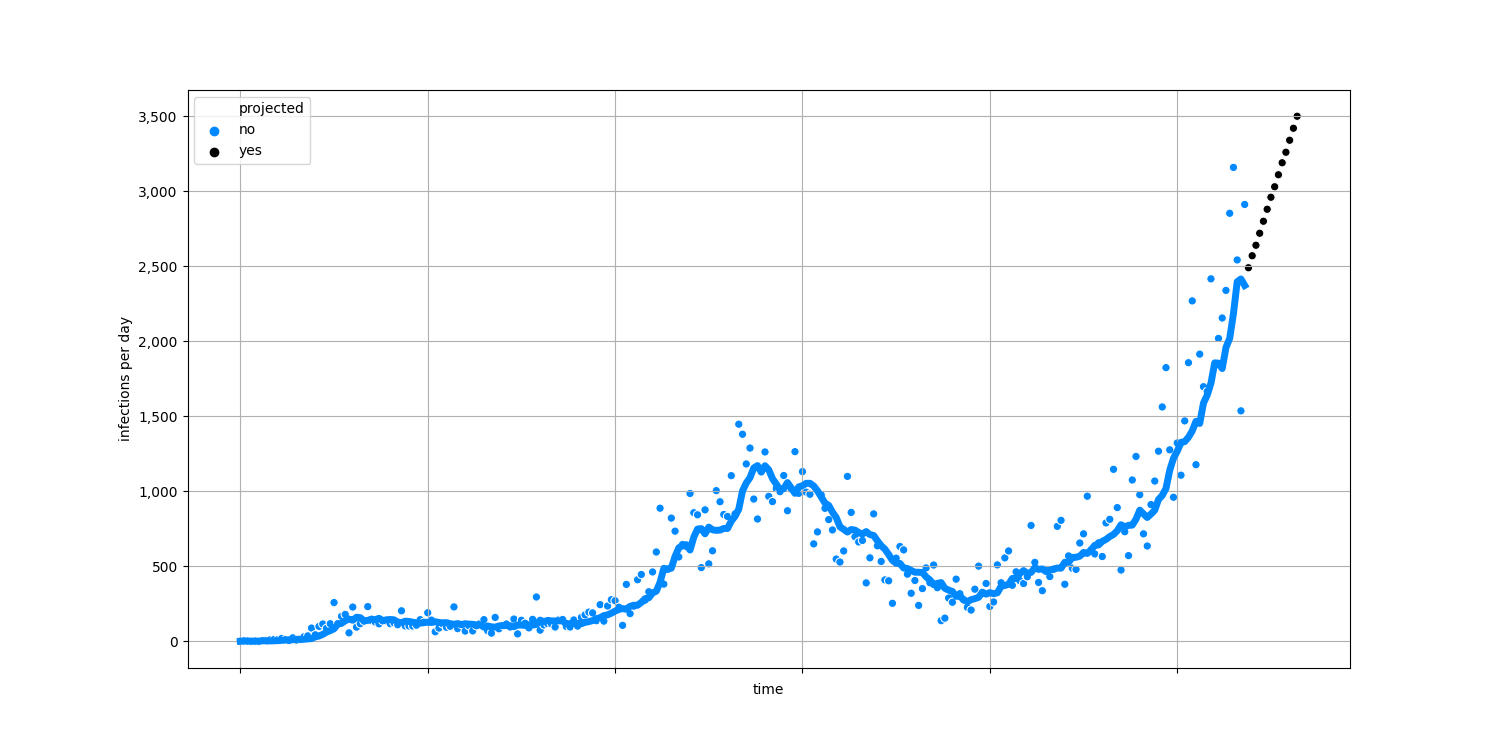 projected
no
yes
3,500
3,000
2,500
2,000
1,500
1,000
500
0
infections per day
time